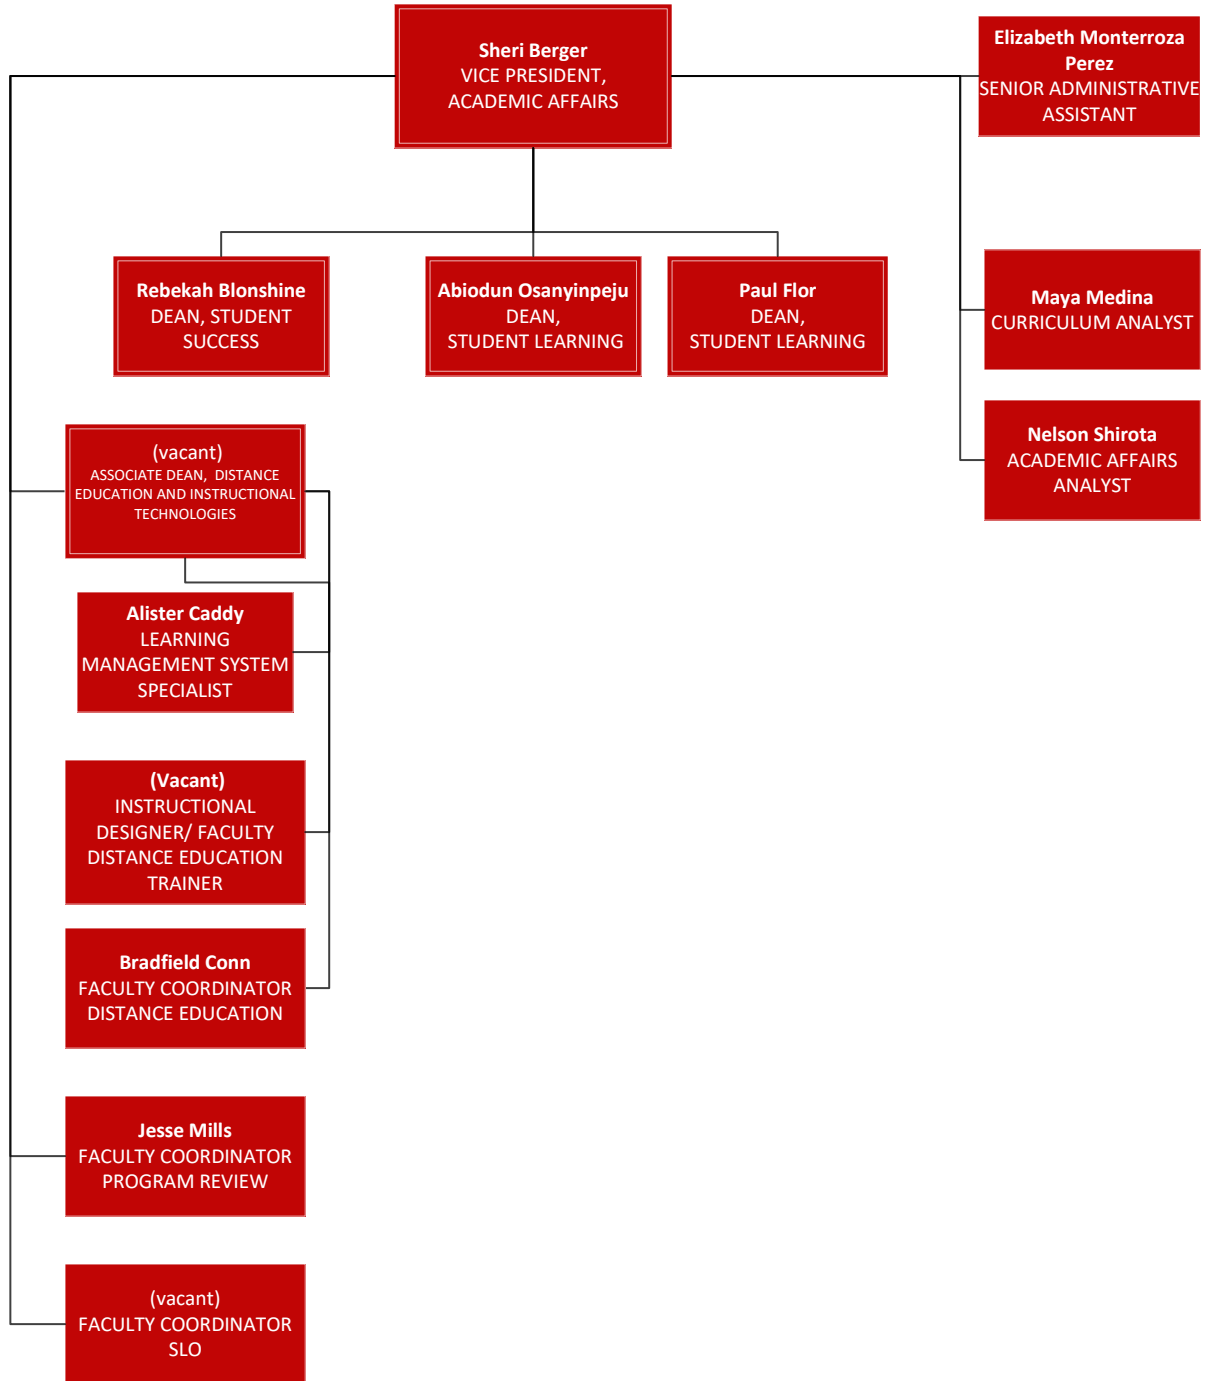 Sheri Berger
VICE PRESIDENT,
ACADEMIC AFFAIRS
Elizabeth Monterroza
Perez
SENIOR ADMINISTRATIVE
ASSISTANT
Rebekah Blonshine
DEAN, STUDENT
SUCCESS
Abiodun Osanyinpeju
DEAN,
STUDENT LEARNING
Paul Flor
DEAN,
STUDENT LEARNING
Maya Medina
CURRICULUM ANALYST
Nelson Shirota
ACADEMIC AFFAIRS
ANALYST
(vacant)
ASSOCIATE DEAN, DISTANCE
EDUCATION AND INSTRUCTIONAL
TECHNOLOGIES
Alister Caddy
LEARNING
MANAGEMENT SYSTEM
SPECIALIST
(Vacant)
INSTRUCTIONAL
DESIGNER/ FACULTY
DISTANCE EDUCATION
TRAINER
Bradfield Conn
FACULTY COORDINATOR
DISTANCE EDUCATION
Jesse Mills
FACULTY COORDINATOR
PROGRAM REVIEW
(vacant)
FACULTY COORDINATOR
SLO